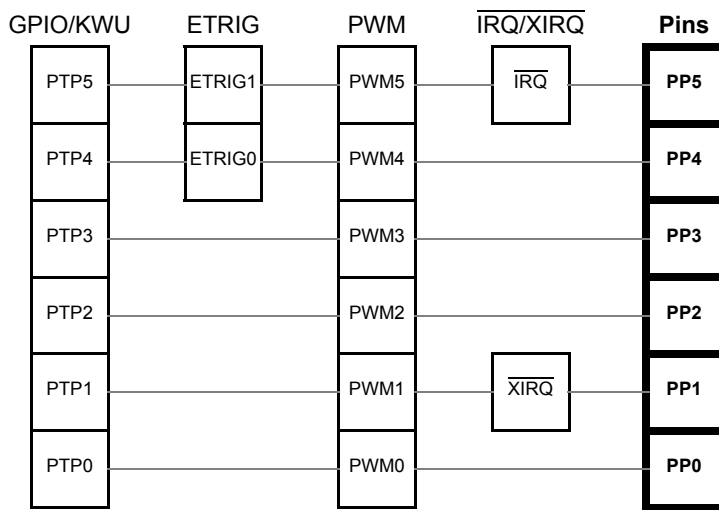 GPIO/KWU ETRIG PWM IRQ/XIRQ Pins
PTP5 ETRIG1 PWM5 IRQ PP5
PTP4 ETRIG0 PWM4 PP4
PTP3 PWM3 PP3
PTP2 PWM2 PP2
PTP1 PWM1 XIRQ PP1
PTP0 PWM0 PP0